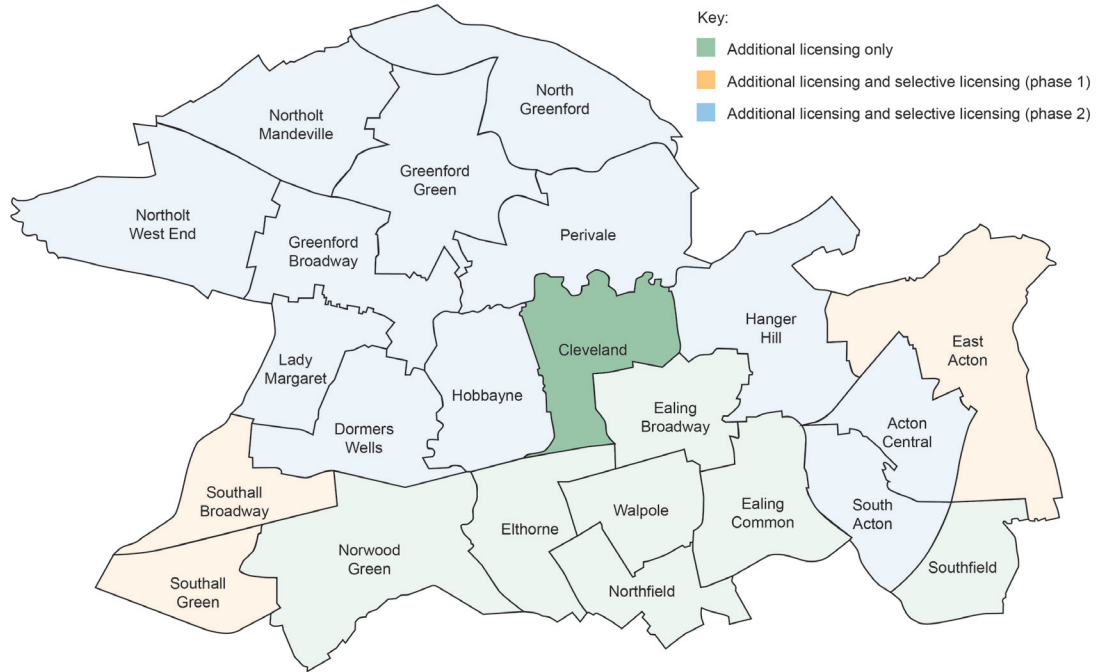 Key:
Additional licensing only
Additional licensing and selective licensing (phase 1)
Additional licensing and selective licensing (phase 2)
North
Greenford
Northolt
Mandeville
Greenford
Green
Northolt
West End
Greenford
Broadway
Perivale
Hanger
Hill
East
Acton
Cleveland
Lady
Margaret
Hobbayne
Ealing
Broadway
Dormers
Wells
Acton
Central
Southall
Broadway
Elthorne
Walpole
Ealing
Common
South
Acton
Norwood
Green
Southall
Green
Northfield
Southfield